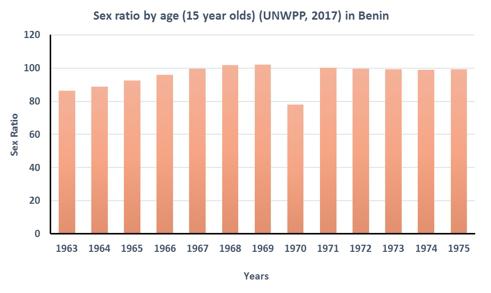 Sex ratio by age (15 year olds) (UNWPP, 2017) in Benin
120
100
80
60
40
20
0
Sex Ratio
1963 1964 1965 1966 1967 1968 1969 1970 1971 1972 1973 1974 1975
Years